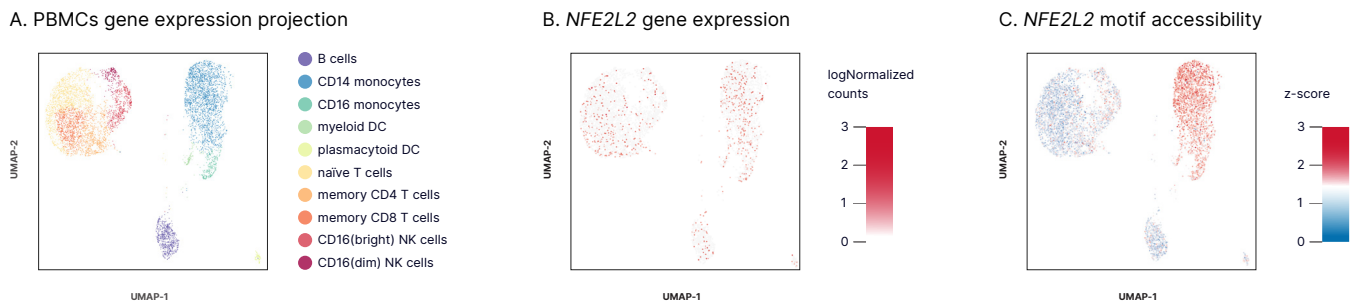 A. PBMCs gene expression projection
UMAP-2
UMAP-1
B cells
CD14 monocytes
CD16 monocytes
myeloid DC
plasmacytoid DC
naïve T cells
memory CD4 T cells
memory CD8 T cells
CD16(bright) NK cells
CD16(dim) NK cells
B. NFE2L2 gene expression
UMAP-2
UMAP-1
logNormalized
counts
3
2
1
0
C. NFE2L2 motif accessibility
UMAP-2
UMAP-1
z-score
3
2
1
0